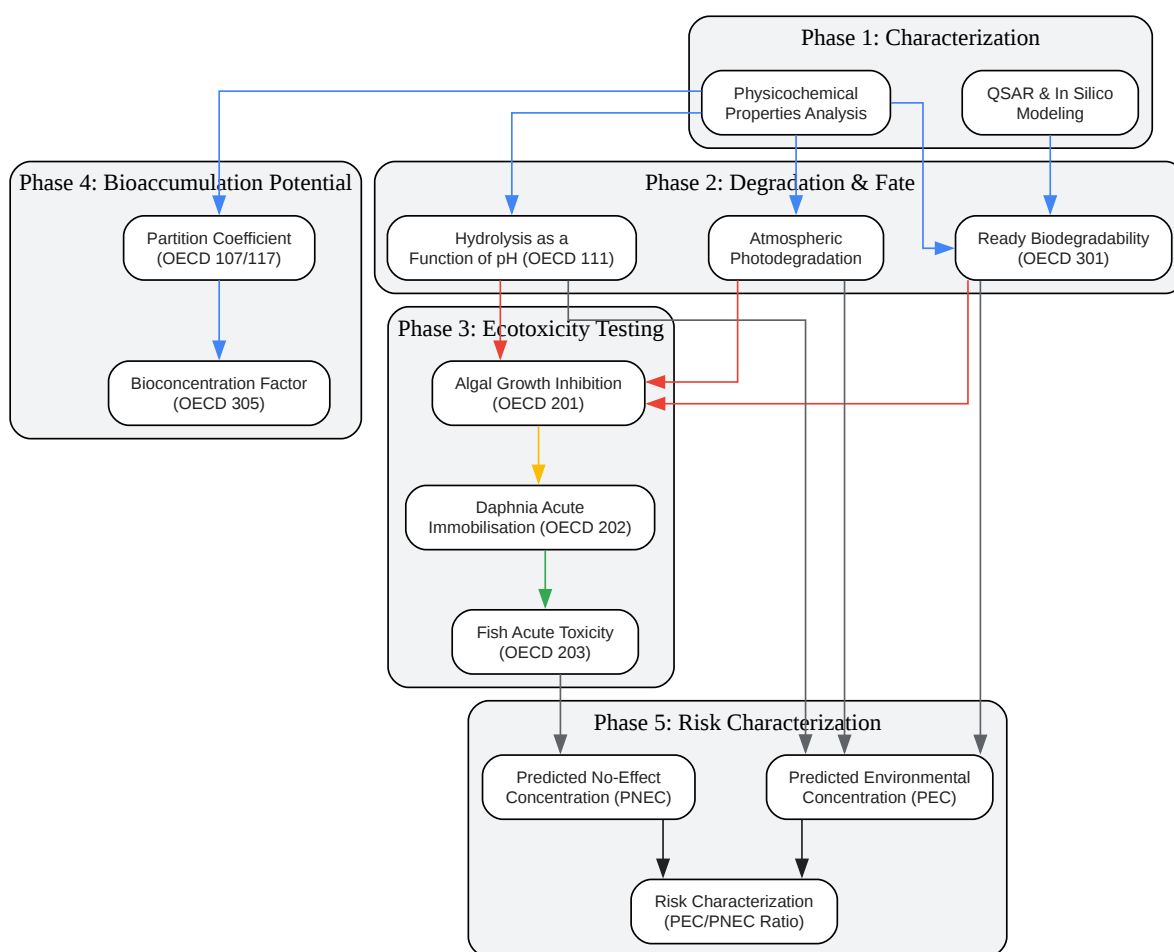 Phase 1: Characterization
Physicochemical
Properties Analysis
QSAR & In Silico
Modeling
Phase 4: Bioaccumulation Potential
Partition Coefficient
(OECD 107/117)
Bioconcentration Factor
(OECD 305)
Phase 2: Degradation & Fate
Hydrolysis as a
Function of pH (OECD 111)
Atmospheric
Photodegradation
Ready Biodegradability
(OECD 301)
Phase 3: Ecotoxicity Testing
Algal Growth Inhibition
(OECD 201)
Daphnia Acute
Immobilisation (OECD 202)
Fish Acute Toxicity
(OECD 203)
Phase 5: Risk Characterization
Predicted No-Effect
Concentration (PNEC)
Predicted Environmental
Concentration (PEC)
Risk Characterization
(PEC/PNEC Ratio)